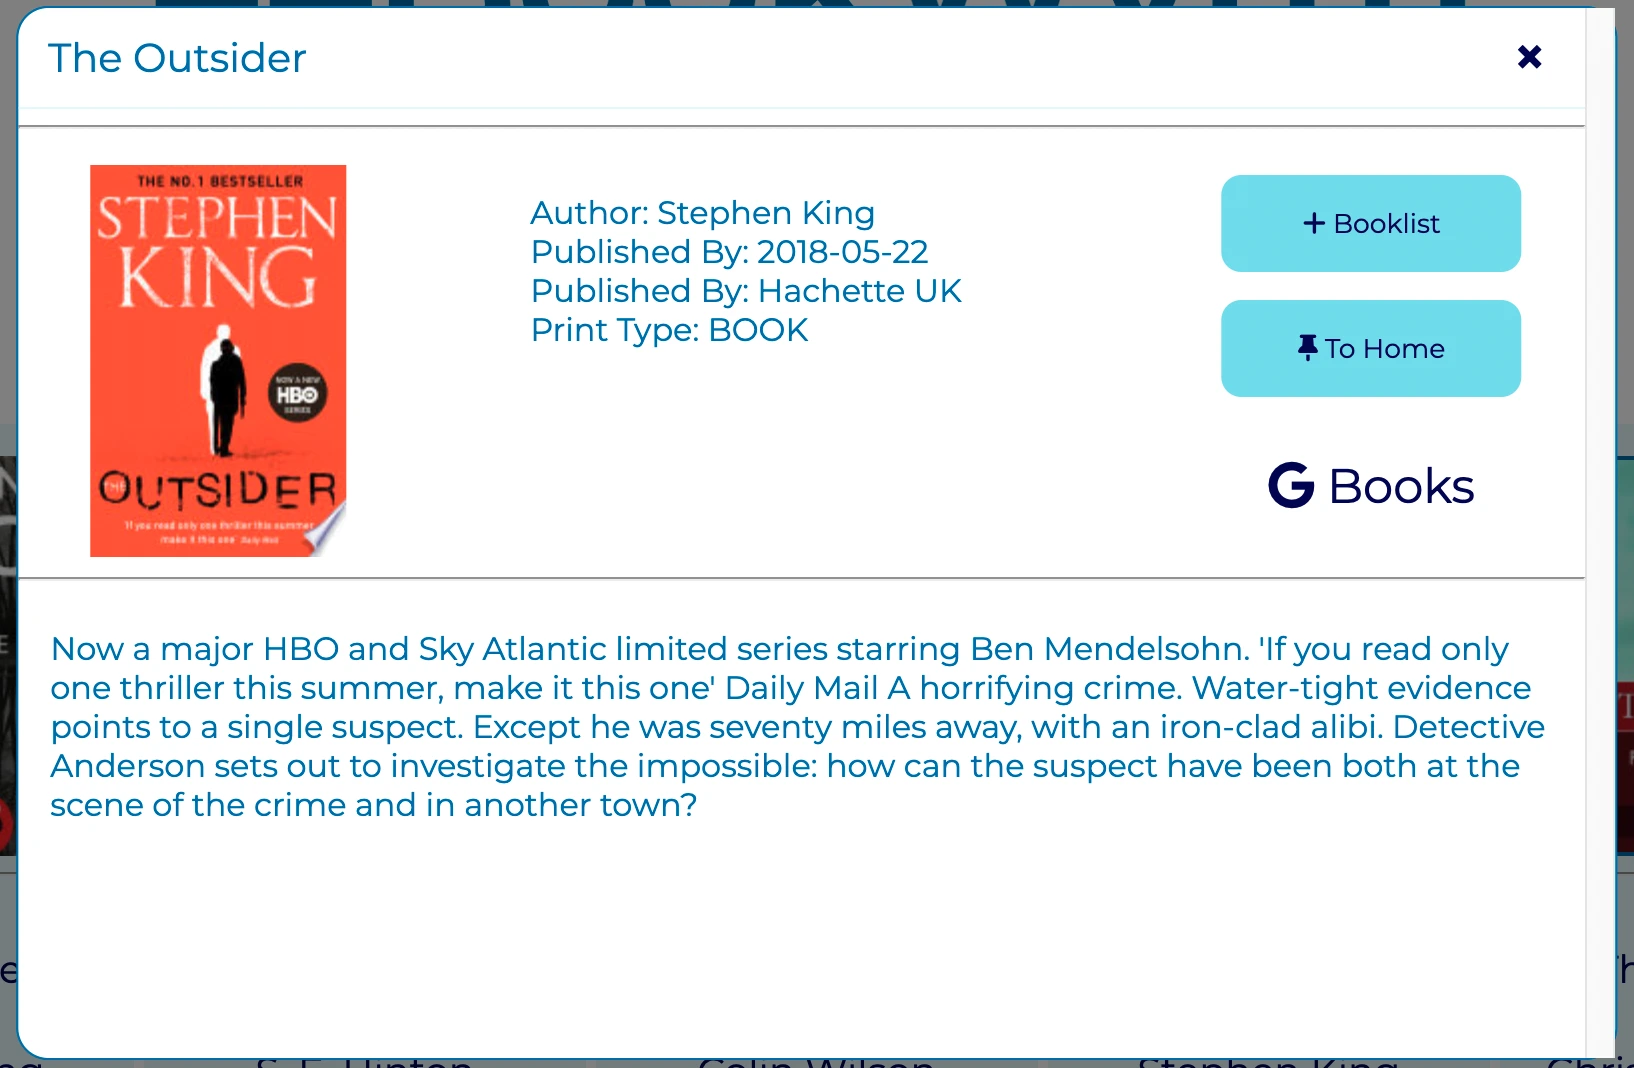 The Outsider
THE NO.1 BESTSELLER
STEPHEN
KING
NOW A NEW
HBO
SERIES
THE OUTSIDER
'If you read only one thriller this summer,
make it this one' Daily Mail
Author: Stephen King
Published By: 2018-05-22
Published By: Hachette UK
Print Type: BOOK
+ Booklist
To Home
G Books
Now a major HBO and Sky Atlantic limited series starring Ben Mendelsohn. 'If you read only
one thriller this summer, make it this one' Daily Mail A horrifying crime. Water-tight evidence
points to a single suspect. Except he was seventy miles away, with an iron-clad alibi. Detective
Anderson sets out to investigate the impossible: how can the suspect have been both at the
scene of the crime and in another town?
S. E. Hinton
Colin Wilson
Stephen King